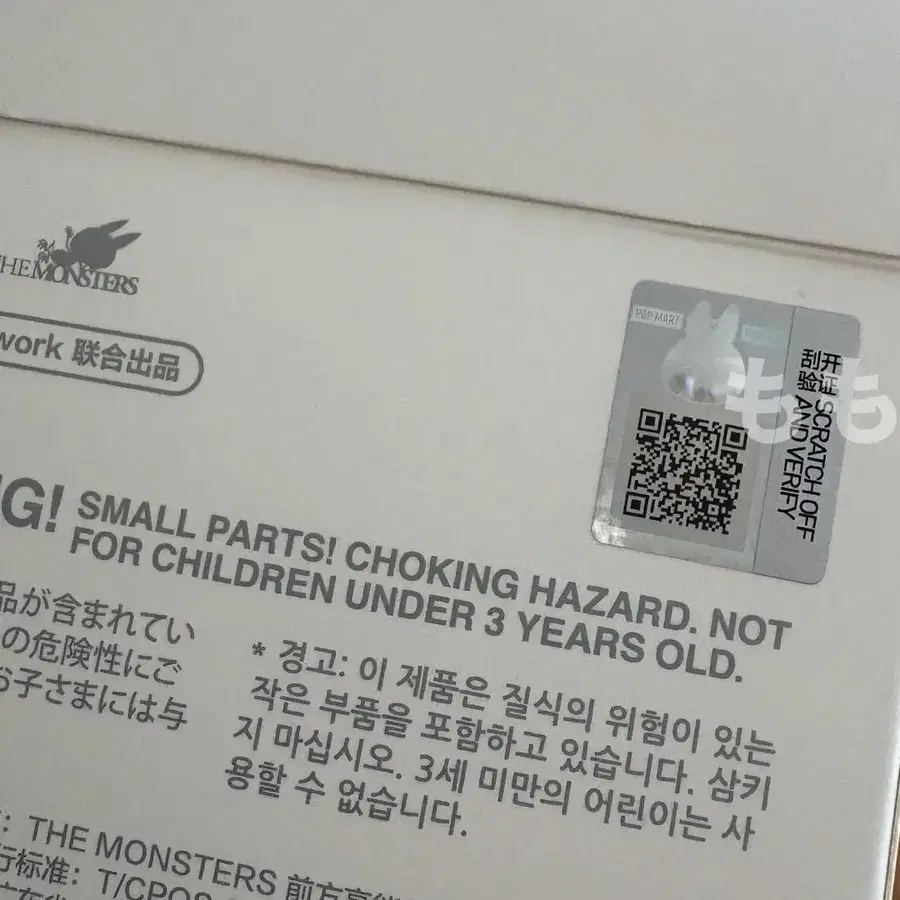 THE MONSTERS
work 联合出品
POP MART
刮开 SCRATCH OFF
验证 AND VERIFY
もも
G! SMALL PARTS! CHOKING HAZARD. NOT
FOR CHILDREN UNDER 3 YEARS OLD.
品が含まれてい
の危険性にご
お子さまには与
* 경고: 이 제품은 질식의 위험이 있는
작은 부품을 포함하고 있습니다. 삼키
지 마십시오. 3세 미만의 어린이는 사
용할 수 없습니다.
: THE MONSTERS 前方高能
行标准: T/CPQS